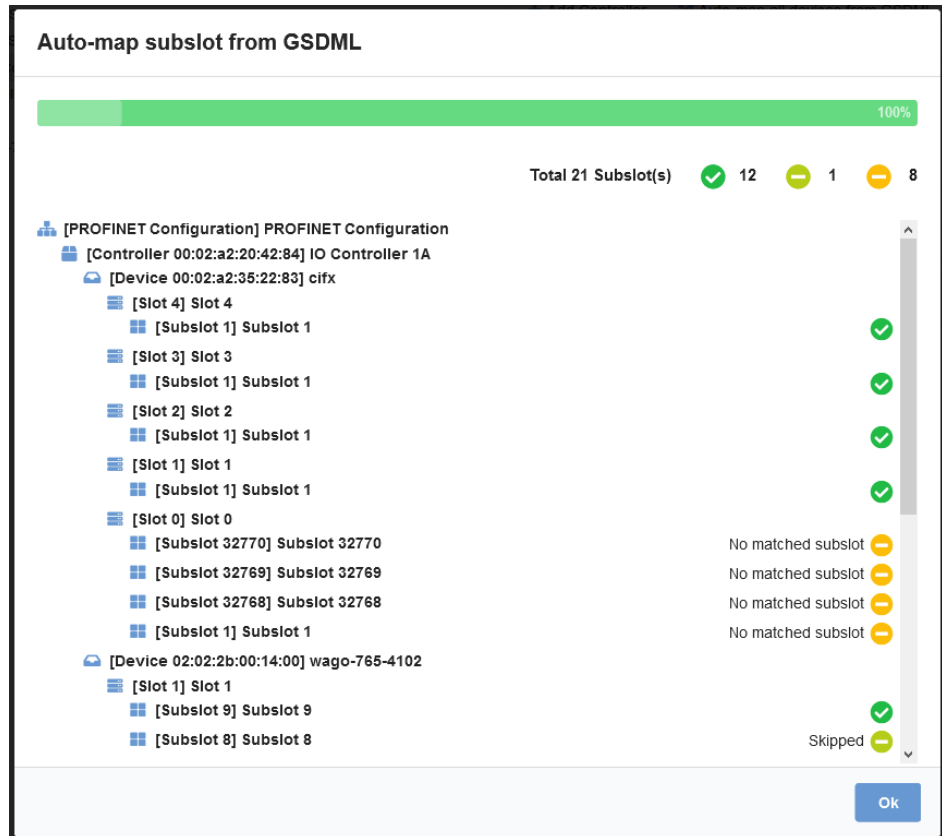 Auto-map subslot from GSDML
100%
Total 21 Subslot(s) 12 1 8
[PROFINET Configuration] PROFINET Configuration
[Controller 00:02:a2:20:42:84] IO Controller 1A
[Device 00:02:a2:35:22:83] cifx
[Slot 4] Slot 4
[Subslot 1] Subslot 1
[Slot 3] Slot 3
[Subslot 1] Subslot 1
[Slot 2] Slot 2
[Subslot 1] Subslot 1
[Slot 1] Slot 1
[Subslot 1] Subslot 1
[Slot 0] Slot 0
[Subslot 32770] Subslot 32770 No matched subslot
[Subslot 32769] Subslot 32769 No matched subslot
[Subslot 32768] Subslot 32768 No matched subslot
[Subslot 1] Subslot 1 No matched subslot
[Device 02:02:2b:00:14:00] wago-765-4102
[Slot 1] Slot 1
[Subslot 9] Subslot 9
[Subslot 8] Subslot 8 Skipped
Ok